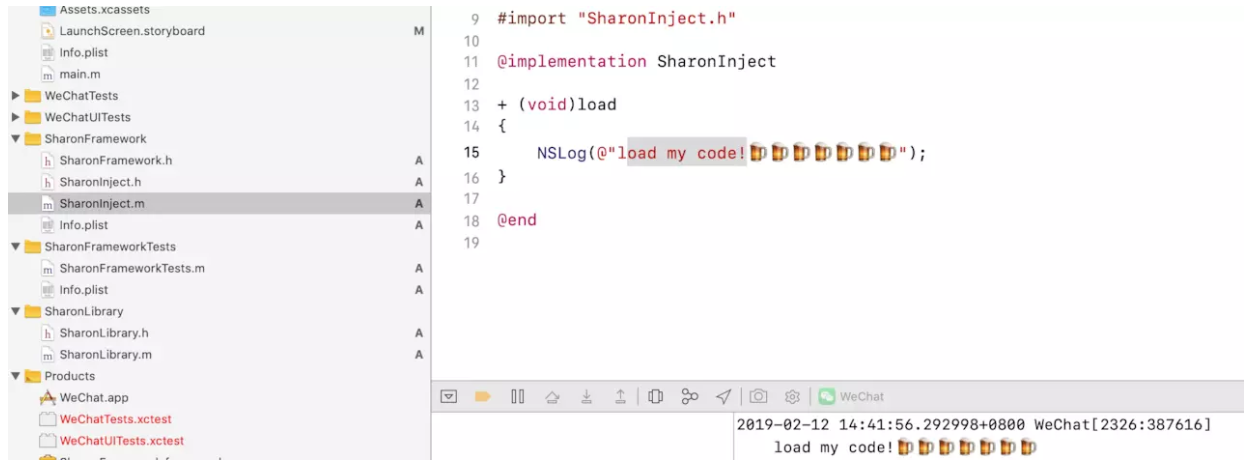 Assets.xcassets
LaunchScreen.storyboard M
Info.plist
main.m
WeChatTests
WeChatUITests
SharonFramework
SharonFramework.h A
SharonInject.h A
SharonInject.m A
Info.plist A
SharonFrameworkTests
SharonFrameworkTests.m A
Info.plist A
SharonLibrary
SharonLibrary.h A
SharonLibrary.m A
Products
WeChat.app
WeChatTests.xctest
WeChatUITests.xctest
9 #import "SharonInject.h"
10
11 @implementation SharonInject
12
13 + (void)load
14 {
15 NSLog(@"load my code!🍺🍺🍺🍺🍺🍺🍺");
16 }
17
18 @end
19
WeChat
2019-02-12 14:41:56.292998+0800 WeChat[2326:387616]
load my code!🍺🍺🍺🍺🍺🍺🍺